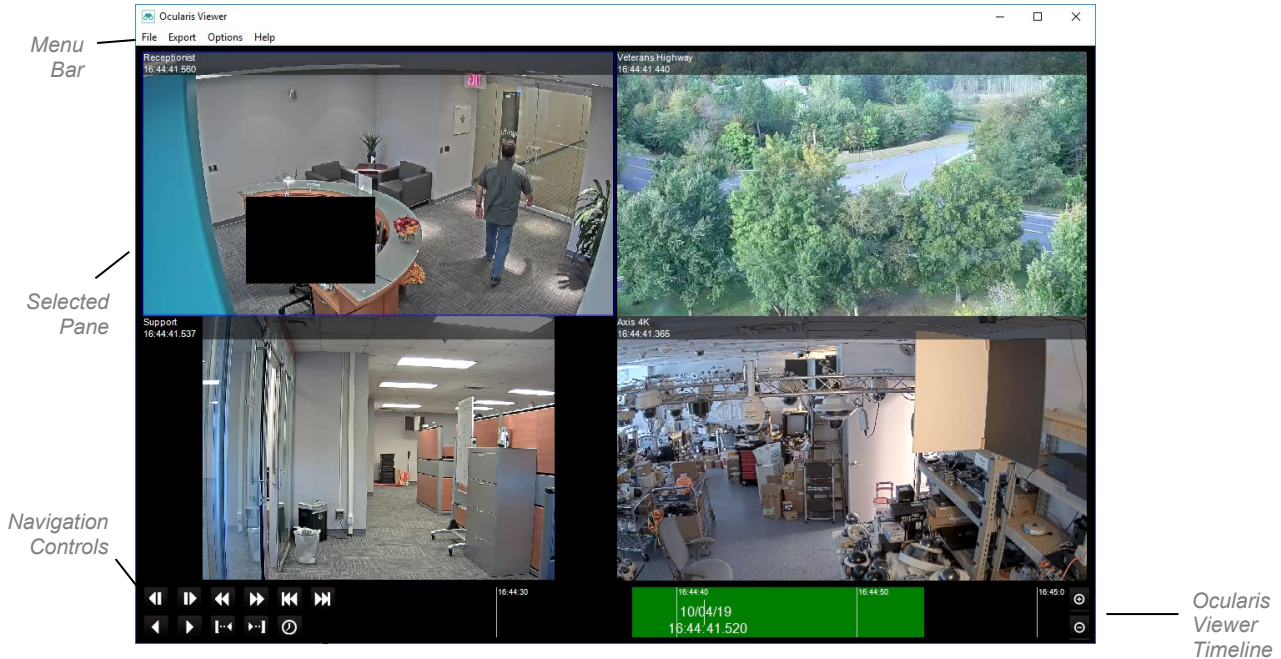 Ocularis Viewer
File Export Options Help
Menu
Bar
Receptionist
16:44:41.560
EXIT
Veterans Highway
16:44:41.440
Selected
Pane
Support
16:44:41.537
Axis 4K
16:44:41.365
Navigation
Controls
16:44:30
16:44:40
16:44:50
16:45:0
10/04/19
16:44:41.520
Ocularis
Viewer
Timeline